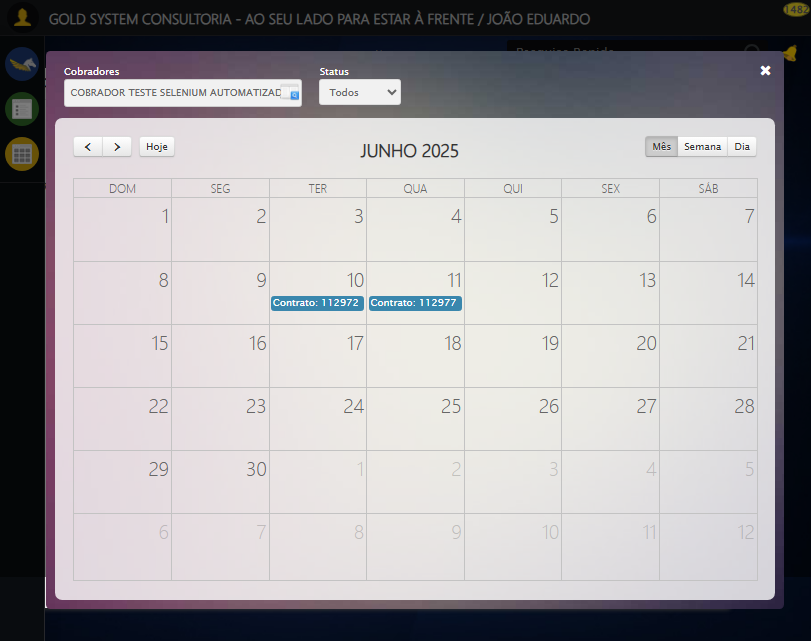 GOLD SYSTEM CONSULTORIA - AO SEU LADO PARA ESTAR À FRENTE / JOÃO EDUARDO
1482
Pesquisa Rapida
Cobradores
Status
COBRADOR TESTE SELENIUM AUTOMATIZAD
Todos
Hoje
JUNHO 2025
Mês Semana Dia
DOM SEG TER QUA QUI SEX SÁB
1 2 3 4 5 6 7
8 9 10 11 12 13 14
Contrato: 112972 Contrato: 112977
15 16 17 18 19 20 21
22 23 24 25 26 27 28
29 30 1 2 3 4 5
6 7 8 9 10 11 12